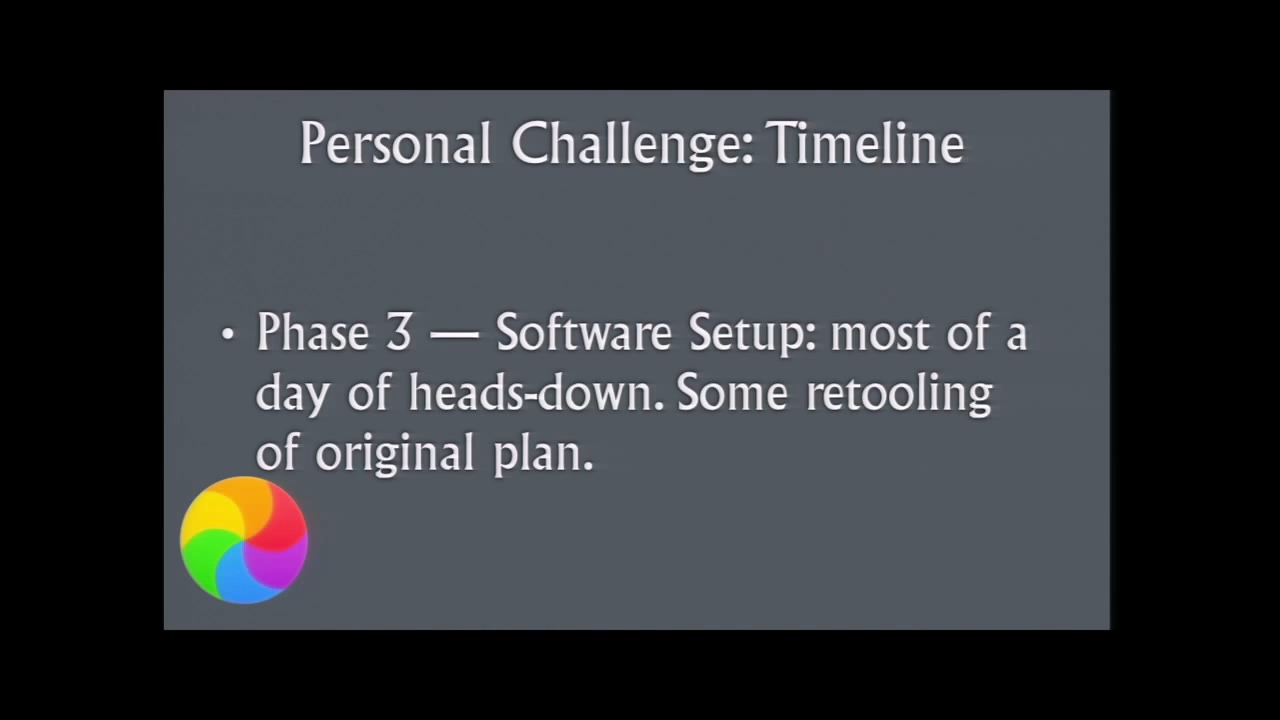 Personal Challenge: Timeline
• Phase 3 — Software Setup: most of a
day of heads-down. Some retooling
of original plan.